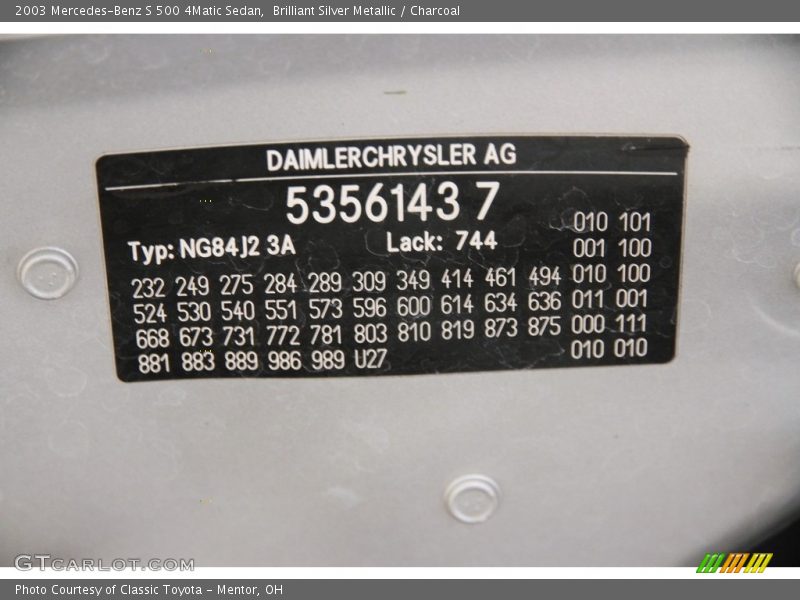 2003 Mercedes-Benz S 500 4Matic Sedan, Brilliant Silver Metallic / Charcoal
DAIMLERCHRYSLER AG
5356143 7
010 101
Typ: NG84J2 3A Lack: 744 001 100
232 249 275 284 289 309 349 414 461 494 010 100
524 530 540 551 573 596 600 614 634 636 011 001
668 673 731 772 781 803 810 819 873 875 000 111
881 883 889 986 989 U27 010 010
GTCARLOT.COM
Photo Courtesy of Classic Toyota - Mentor, OH